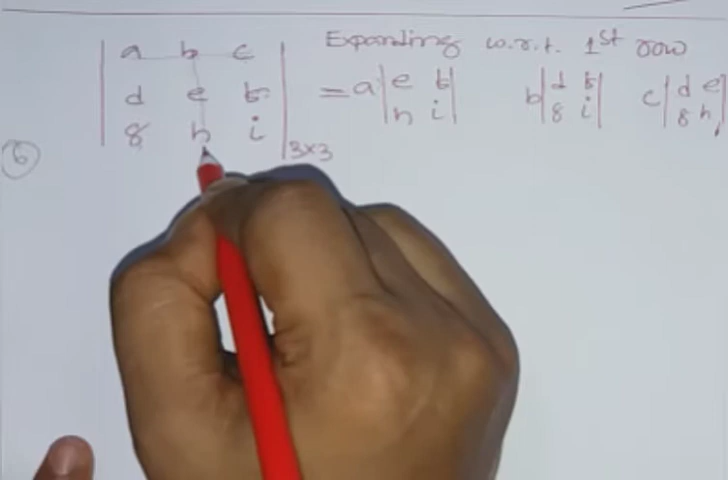 | a b c | Expanding w.r.t. 1st row
| d e f | = a | e f | b | d f | c | d e
⑥ | g h i | 3×3 | h i | | g i | | g h